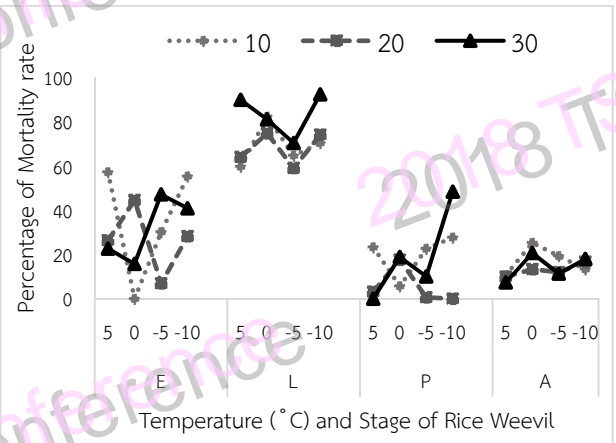 10 20 30
Percentage of Mortality rate
100
80
60
40
20
0
5 0 -5 -10 5 0 -5 -10 5 0 -5 -10 5 0 -5 -10
E L P A
Temperature (˚C) and Stage of Rice Weevil
2018 TS
onference